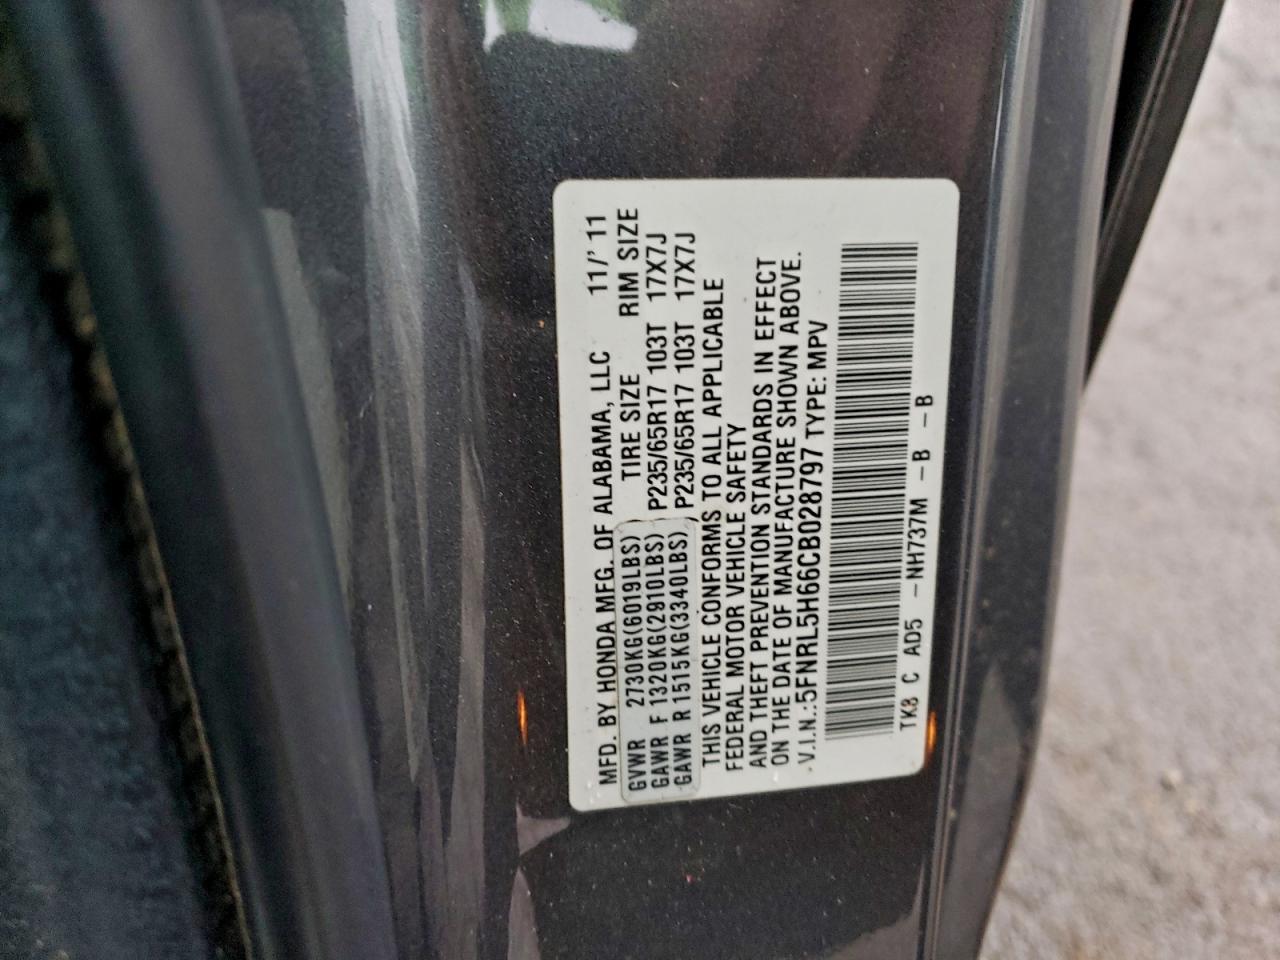 MFD. BY HONDA MFG. OF ALABAMA, LLC 11/'11
TIRE SIZE RIM SIZE
GVWR 2730KG(6019LBS)
GAWR F 1320KG(2910LBS) P235/65R17 103T 17X7J
GAWR R 1515KG(3340LBS) P235/65R17 103T 17X7J
THIS VEHICLE CONFORMS TO ALL APPLICABLE
FEDERAL MOTOR VEHICLE SAFETY
AND THEFT PREVENTION STANDARDS IN EFFECT
ON THE DATE OF MANUFACTURE SHOWN ABOVE.
V.I.N.:5FNRL5H66CB028797 TYPE: MPV
TK8 C AD5 -NH737M -B -B